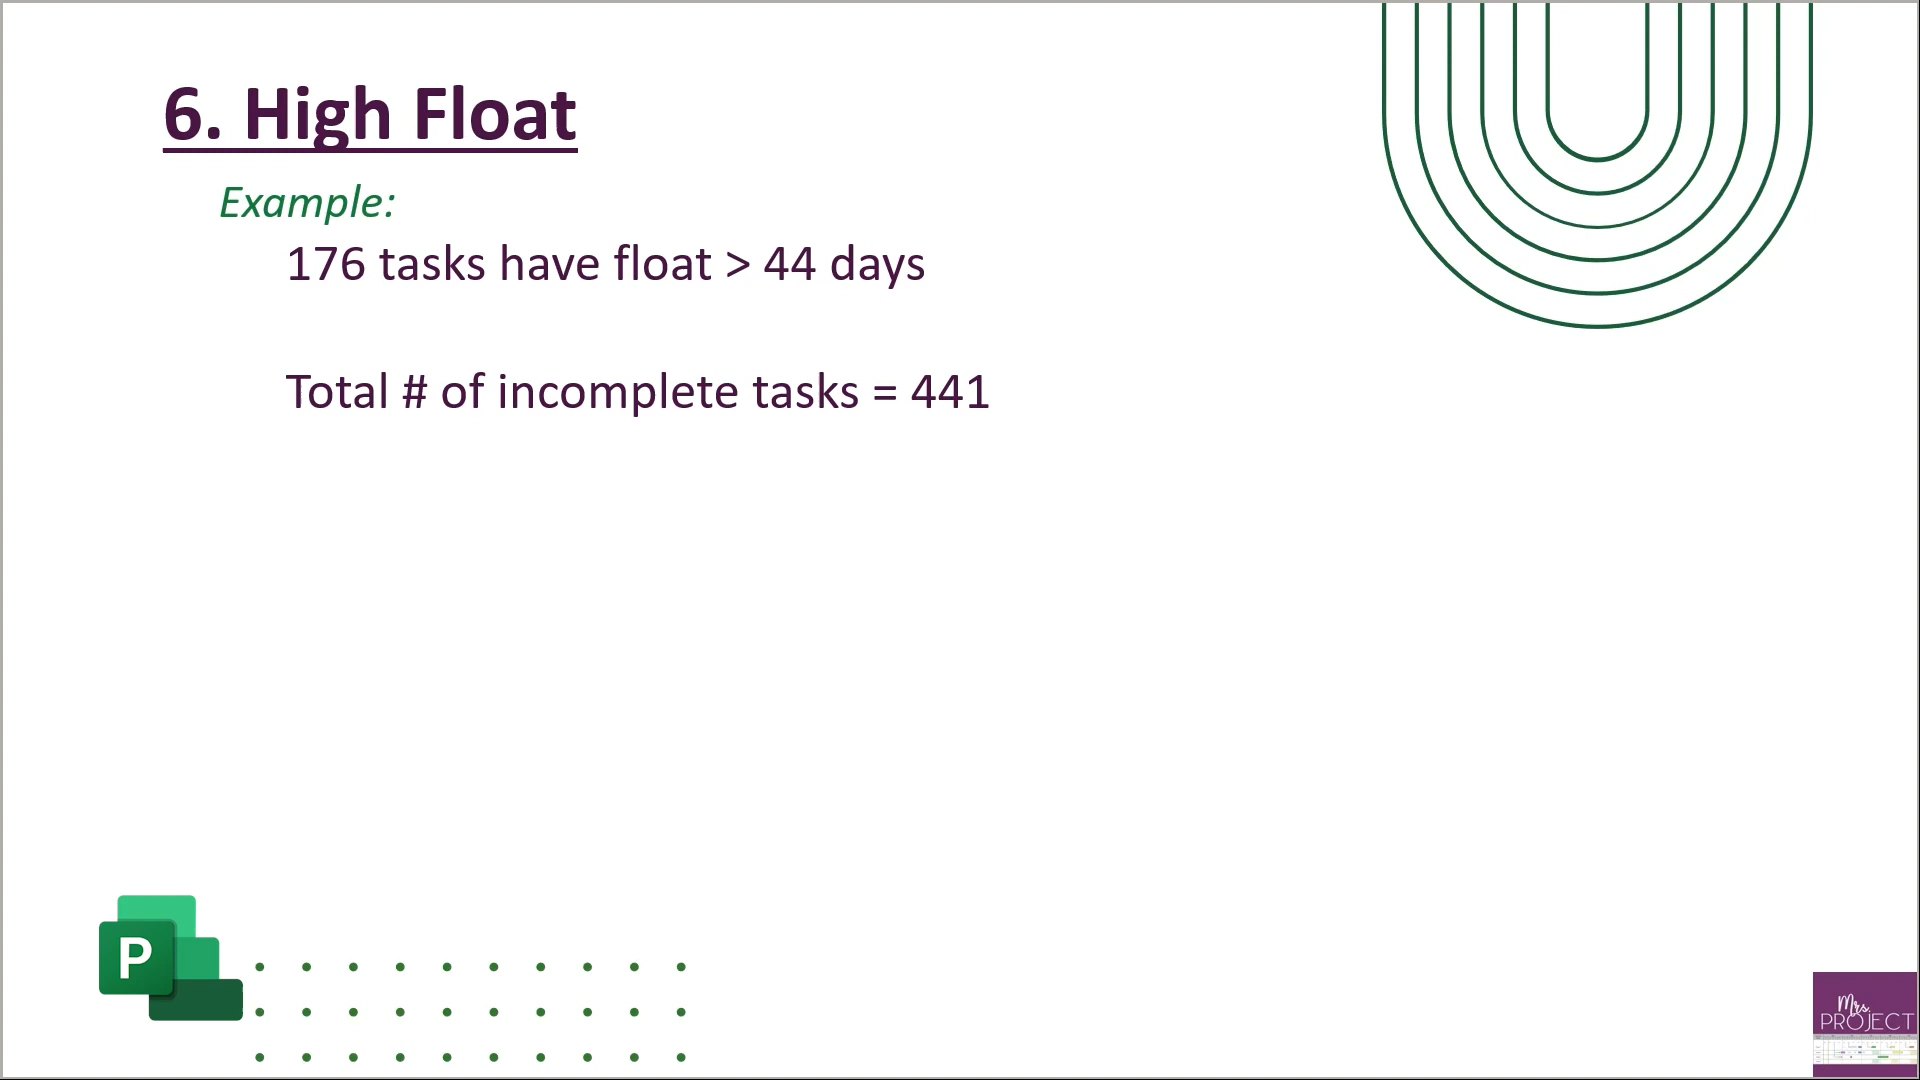 6. High Float
Example:
176 tasks have float > 44 days
Total # of incomplete tasks = 441
P
Mrs.
PROJECT